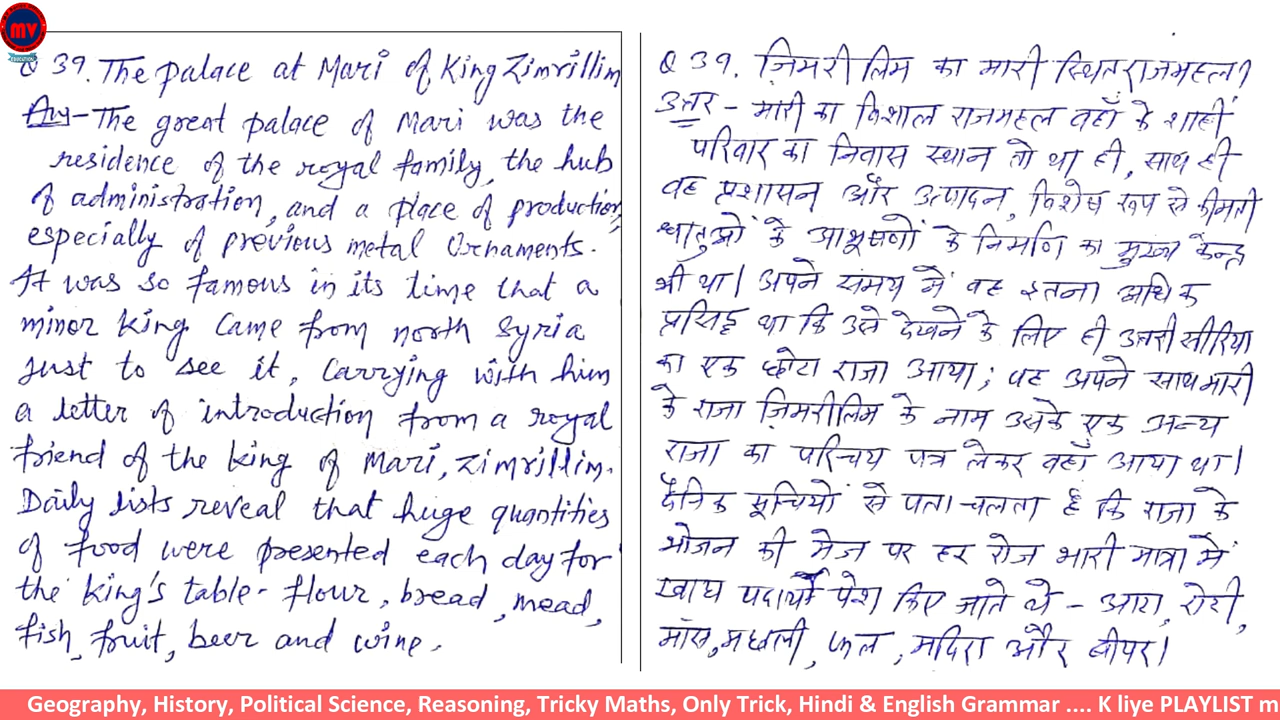 mv
EDUCATION
Q 39. The palace at Mari of King Zimrillim
Ans - The great palace of Mari was the
residence of the royal family, the hub
of administration, and a place of production,
especially of previous metal ornaments.
It was so famous in its time that a
minor king came from north Syria
just to see it, carrying with him
a letter of introduction from a royal
friend of the king of Mari, Zimrillim.
Daily lists reveal that huge quantities
of food were presented each day for
the king's table - flour, bread, mead,
fish, fruit, beer and wine.
Q 39. ज़िमरीलिम का मारी स्थित राजमहल?
उत्तर - मारी का विशाल राजमहल वहाँ के शाही
परिवार का निवास स्थान तो था ही, साथ ही
वह प्रशासन और उत्पादन, विशेष रूप से कीमती
धातुओं के आभूषणों के निर्माण का मुख्य केन्द्र
भी था। अपने समय में वह इतना अधिक
प्रसिद्ध था कि उसे देखने के लिए ही उत्तरी सीरिया
का एक छोटा राजा आया; वह अपने साथ मारी
के राजा ज़िमरीलिम के नाम उसके एक अन्य
राजा का परिचय पत्र लेकर वहाँ आया था।
दैनिक सूचियों से पता चलता है कि राजा के
भोजन की मेज पर हर रोज भारी मात्रा में
खाद्य पदार्थ पेश किए जाते थे - आटा, रोटी,
माँस, मछली, फल, मदिरा और बीयर।
Geography, History, Political Science, Reasoning, Tricky Maths, Only Trick, Hindi & English Grammar .... K liye PLAYLIST m